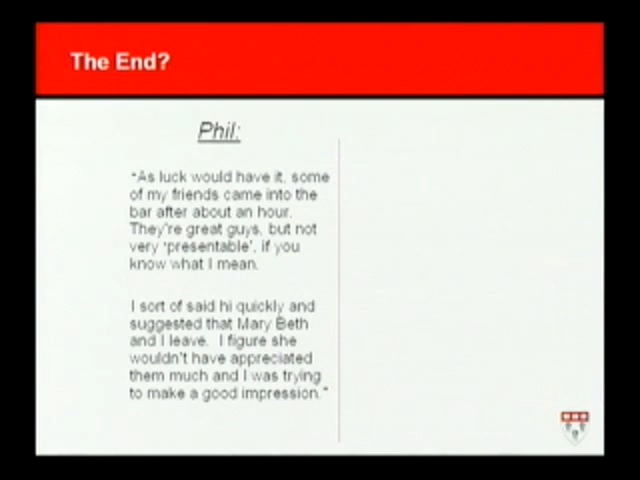 The End?
Phil:
"As luck would have it, some
of my friends came into the
bar after about an hour.
They're great guys, but not
very 'presentable', if you
know what I mean.
I sort of said hi quickly and
suggested that Mary Beth
and I leave.  I figure she
wouldn't have appreciated
them much and I was trying
to make a good impression."